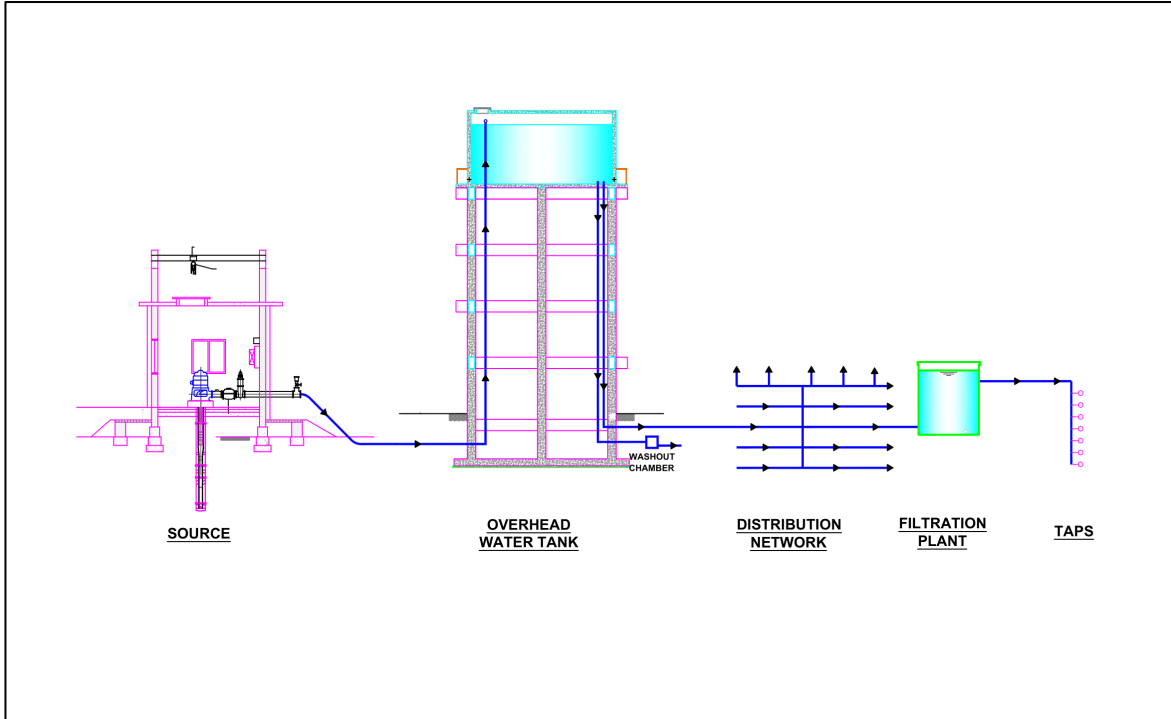 WASHOUT
CHAMBER
SOURCE
OVERHEAD
WATER TANK
DISTRIBUTION
NETWORK
FILTRATION
PLANT
TAPS